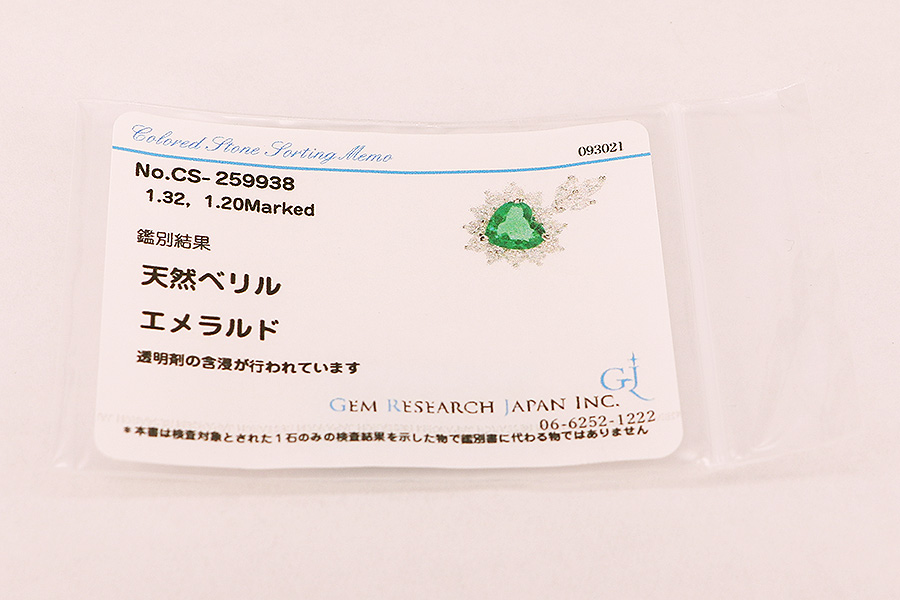 Colored Stone Sorting Memo
093021
No.CS-259938
1.32, 1.20Marked
鑑別結果
天然ベリル
エメラルド
透明剤の含浸が行われています
GJ
GEM RESEARCH JAPAN INC.
06-6252-1222
*本書は検査対象とされた1石のみの検査結果を示した物で鑑別書に代わる物ではありません